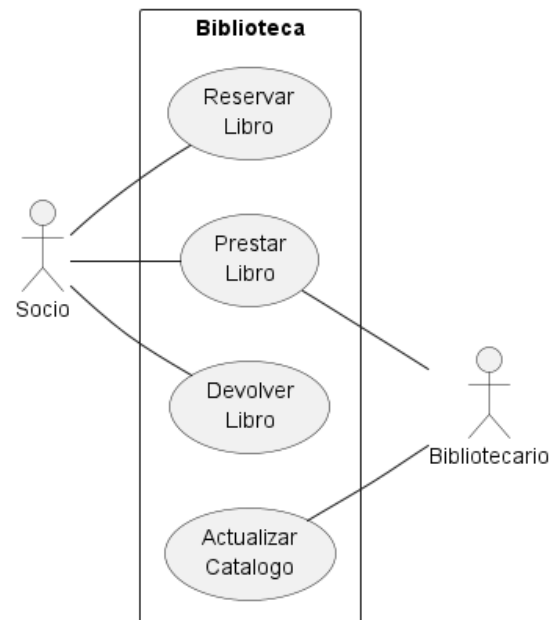 Biblioteca
Reservar
Libro
Prestar
Libro
Socio
Devolver
Libro
Bibliotecario
Actualizar
Catalogo